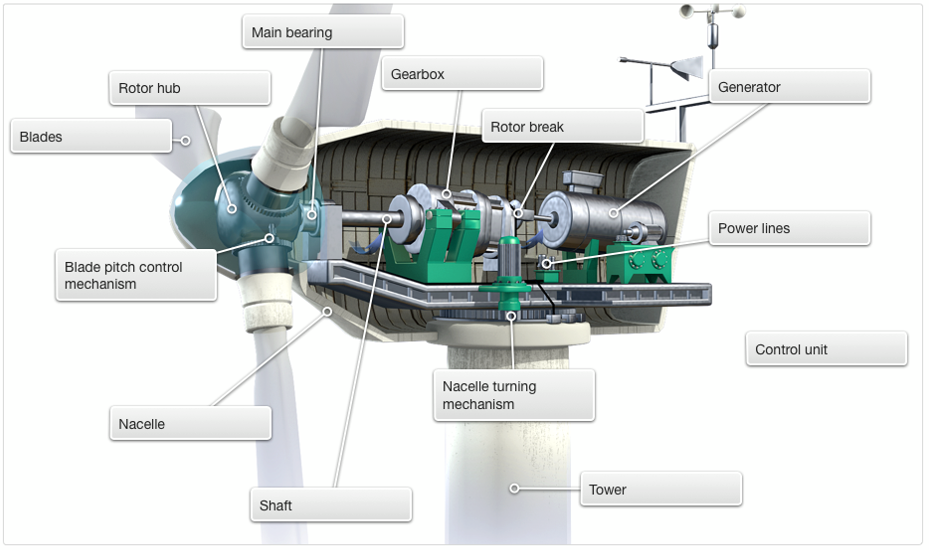 Main bearing
Gearbox
Rotor hub
Generator
Blades
Rotor break
Power lines
Blade pitch control
mechanism
Control unit
Nacelle turning
mechanism
Nacelle
Tower
Shaft